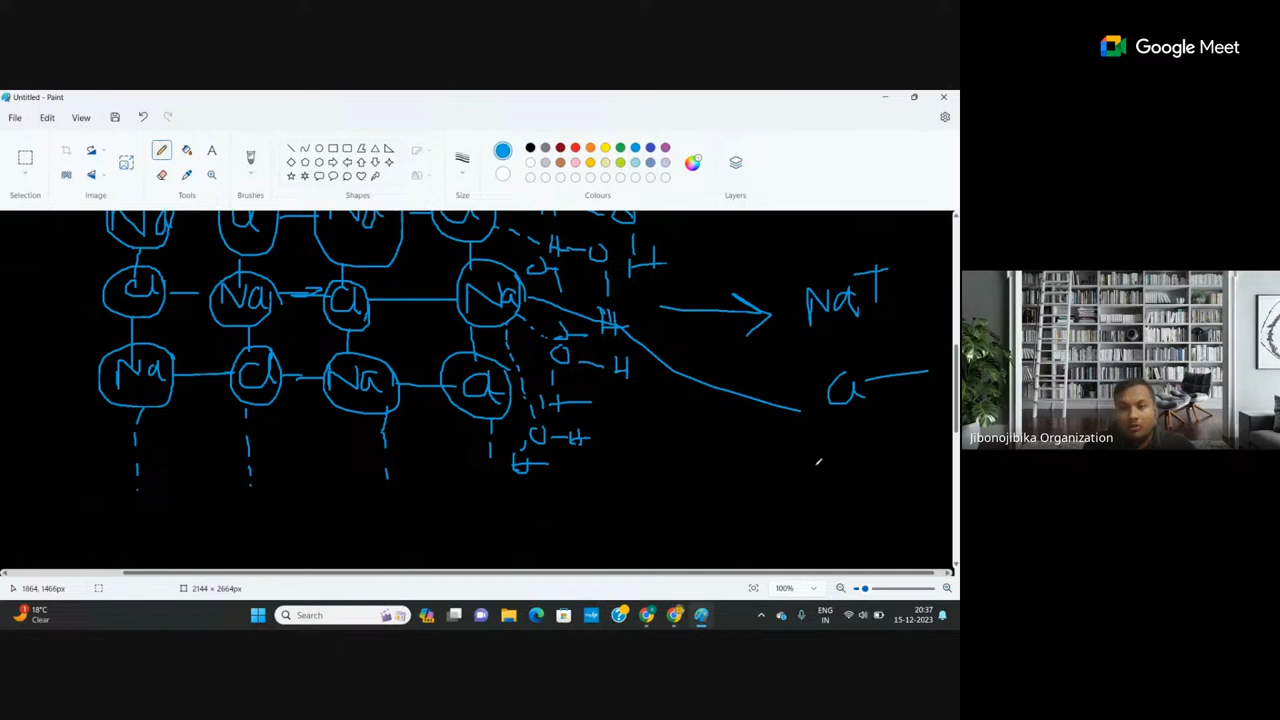 Google Meet
Untitled - Paint
File Edit View
Selection Image Tools Brushes Shapes Size Colours Layers
Na Cl Na Cl
H O
H O H
O
Cl Na Cl Na
H
Na+
O H
Na Cl Na Cl
Cl-
H
O H
H
Jibonojibika Organization
1864, 1466px 2144 × 2664px 100%
1
18°C
Clear
Search
ENG
IN
20:37
15-12-2023